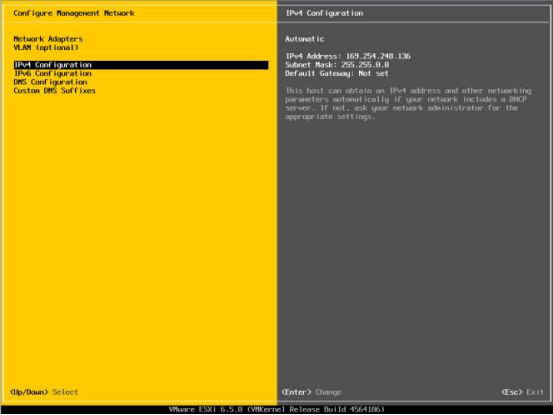 Configure Management Network
Network Adapters
VLAN (optional)
IPv4 Configuration
IPv6 Configuration
DNS Configuration
Custom DNS Suffixes
<Up/Down> Select
IPv4 Configuration
Automatic
IPv4 Address: 169.254.248.136
Subnet Mask: 255.255.0.0
Default Gateway: Not set
This host can obtain an IPv4 address and other networking
parameters automatically if your network includes a DHCP
server. If not, ask your network administrator for the
appropriate settings.
<Enter> Change
<Esc> Exit
VMware ESXi 6.5.0 (VMKernel Release Build 4564106)